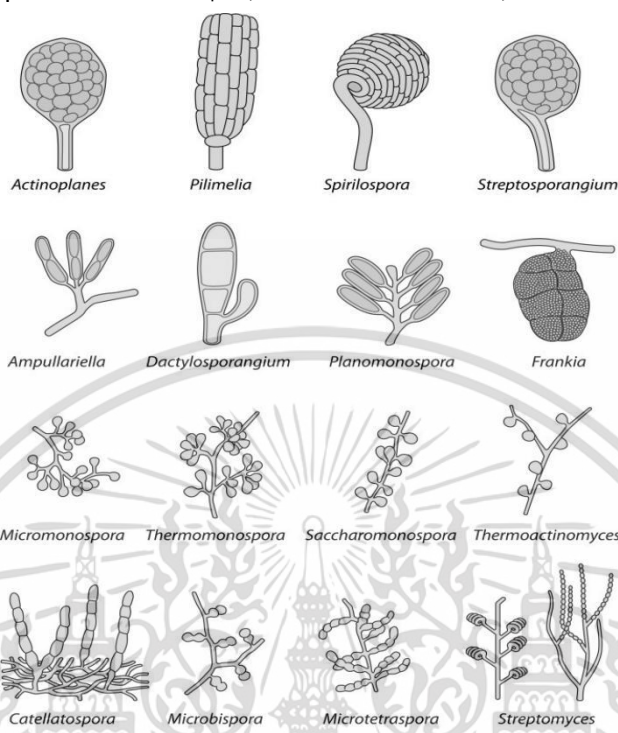 Actinoplanes Pilimelia Spirilospora Streptosporangium
Ampullariella Dactylosporangium Planomonospora Frankia
Micromonospora Thermomonospora Saccharomonospora Thermoactinomyces
Catellatospora Microbispora Microtetraspora Streptomyces